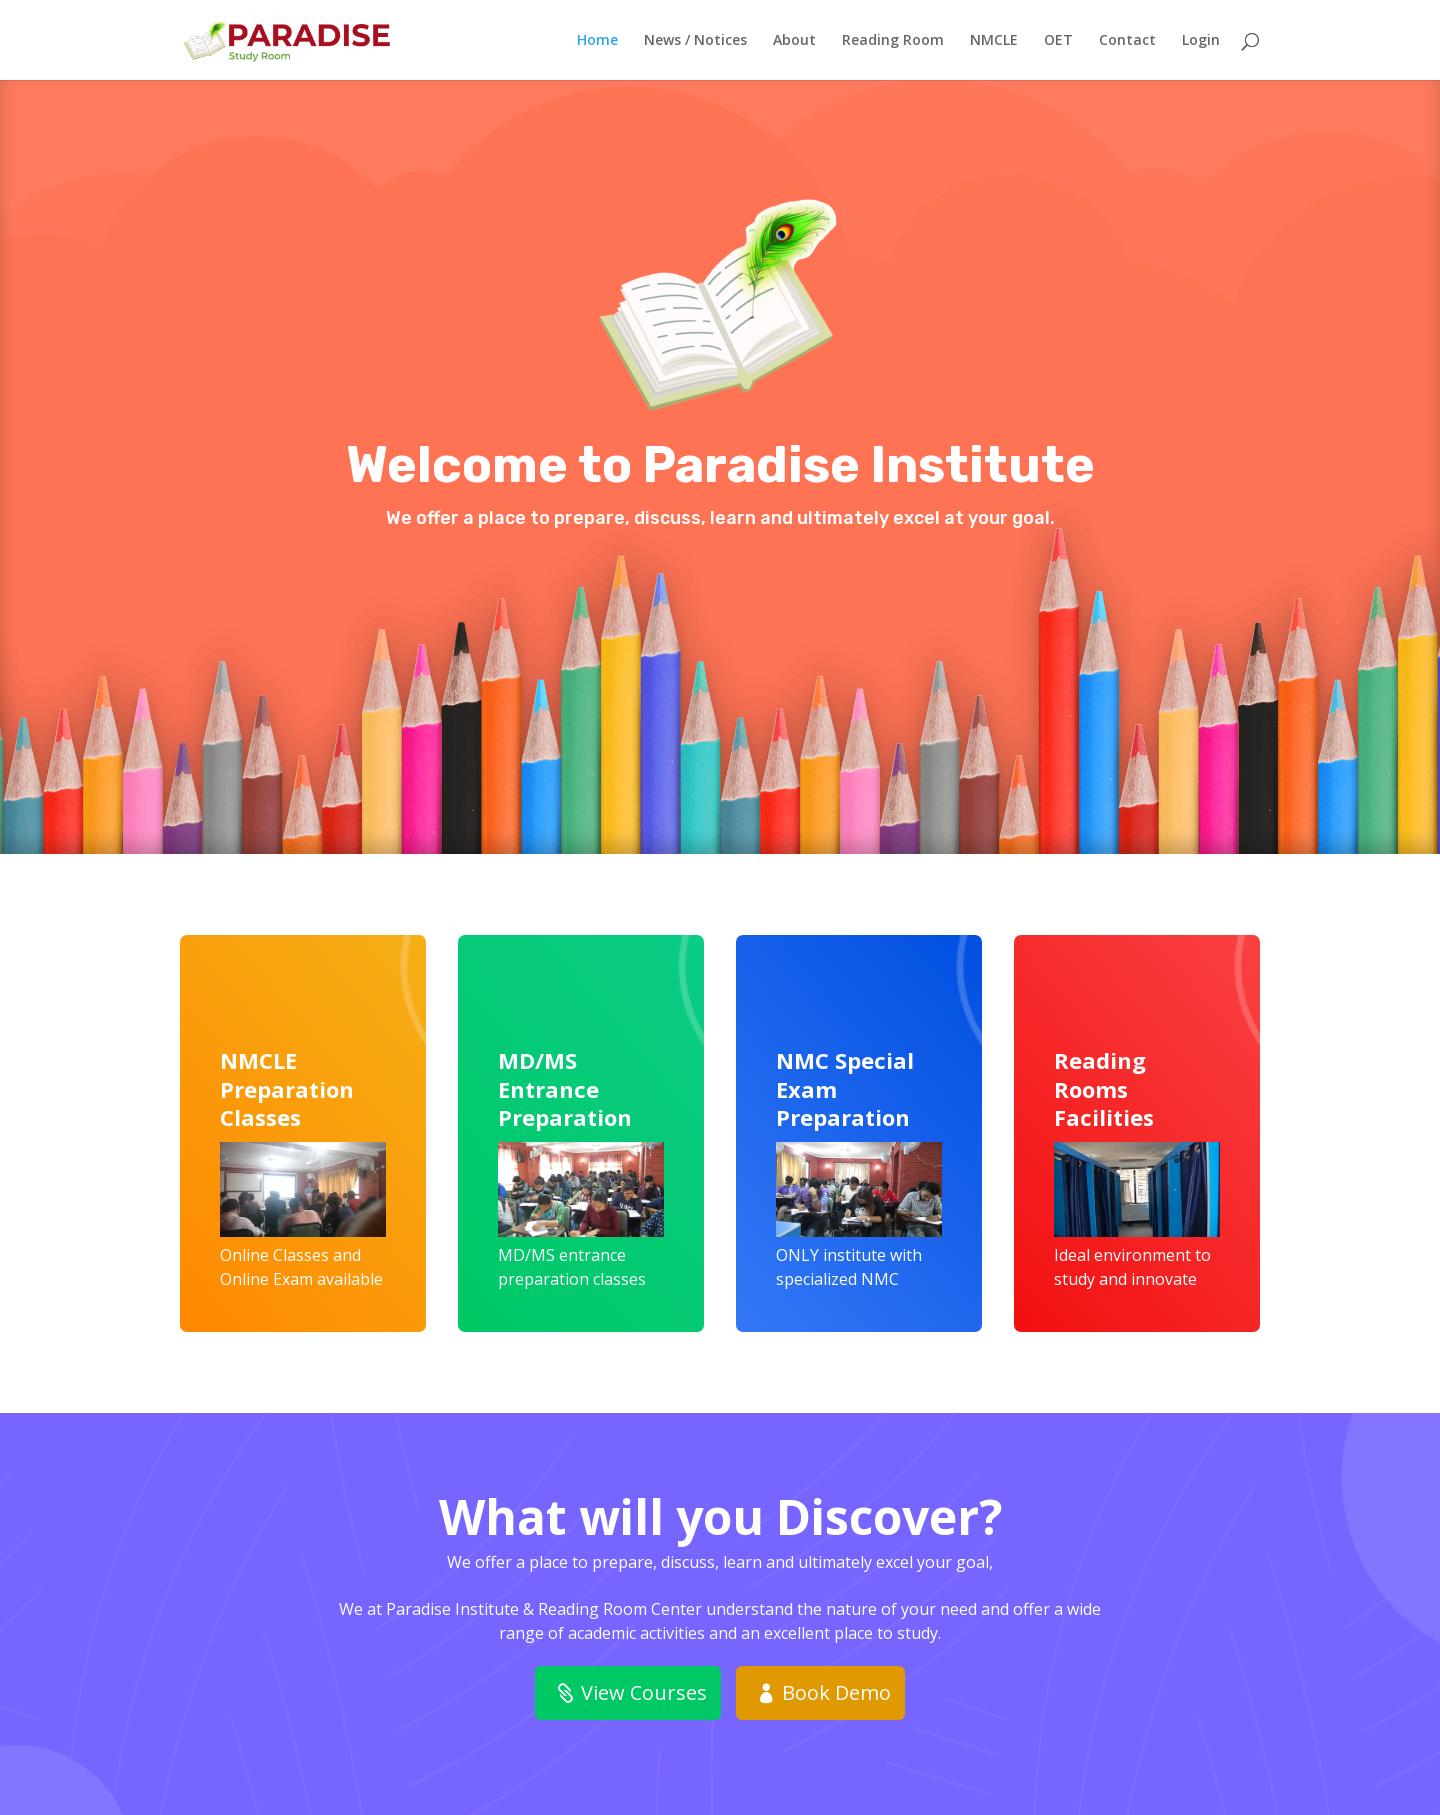 PARADISE
Study Room
Home
News / Notices
About
Reading Room
NMCLE
OET
Contact
Login
Welcome to Paradise Institute
We offer a place to prepare, discuss, learn and ultimately excel at your goal.
NMCLE
Preparation
Classes
Online Classes and
Online Exam available
MD/MS
Entrance
Preparation
MD/MS entrance
preparation classes
NMC Special
Exam
Preparation
ONLY institute with
specialized NMC
Reading
Rooms
Facilities
Ideal environment to
study and innovate
What will you Discover?
We offer a place to prepare, discuss, learn and ultimately excel your goal,
We at Paradise Institute & Reading Room Center understand the nature of your need and offer a wide
range of academic activities and an excellent place to study.
View Courses
Book Demo